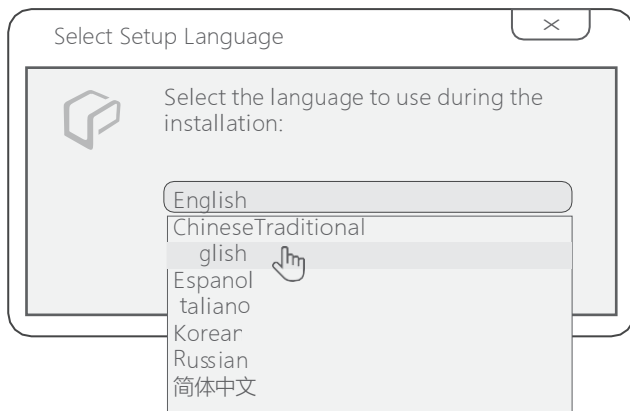 Select Setup Language
Select the language to use during the
installation:
English
ChineseTraditional
glish
Espanol
taliano
Korear
Russian
简体中文